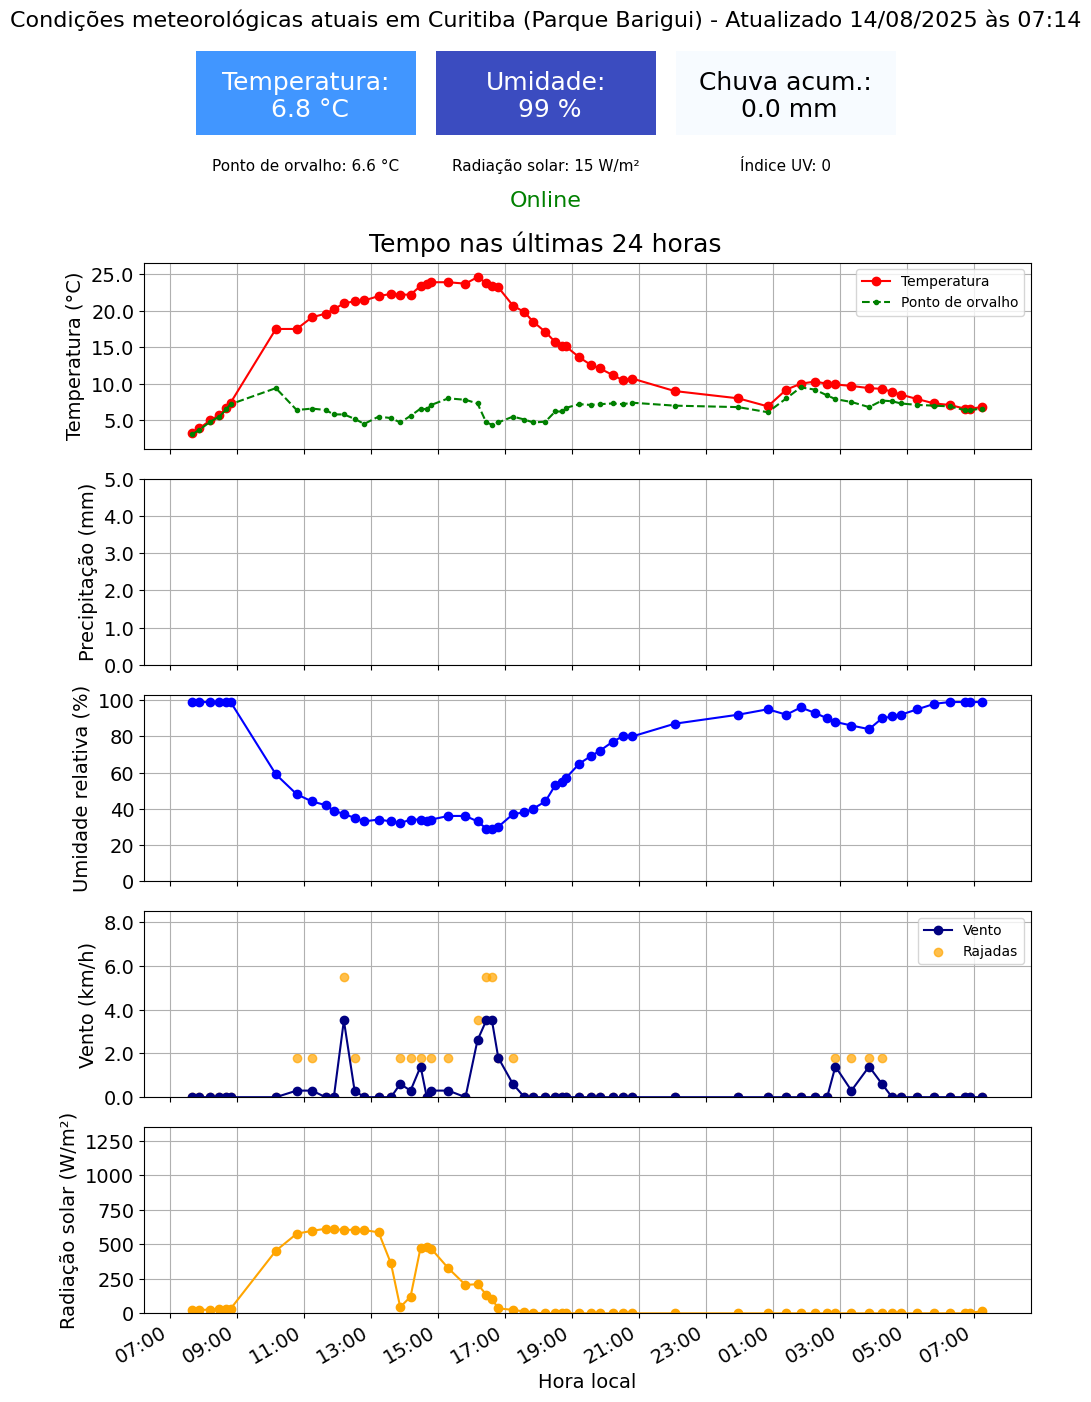 Condições meteorológicas atuais em Curitiba (Parque Barigui) - Atualizado 14/08/2025 às 07:14
Temperatura:
6.8 °C
Umidade:
99 %
Chuva acum.:
0.0 mm
Ponto de orvalho: 6.6 °C
Radiação solar: 15 W/m²
Índice UV: 0
Online
Tempo nas últimas 24 horas
Temperatura (°C)
25.0
20.0
15.0
10.0
5.0
Temperatura
Ponto de orvalho
Precipitação (mm)
5.0
4.0
3.0
2.0
1.0
0.0
Umidade relativa (%)
100
80
60
40
20
0
Vento (km/h)
8.0
6.0
4.0
2.0
0.0
Vento
Rajadas
Radiação solar (W/m²)
1250
1000
750
500
250
0
07:00 09:00 11:00 13:00 15:00 17:00 19:00 21:00 23:00 01:00 03:00 05:00 07:00
Hora local